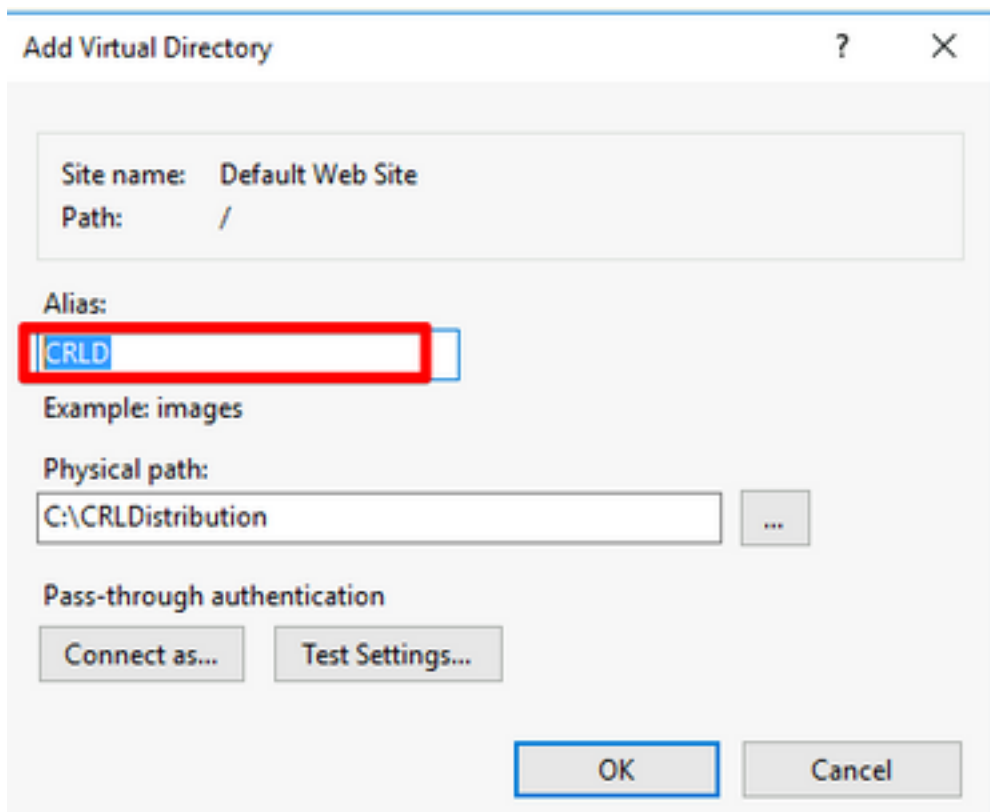 Add Virtual Directory ? ×
Site name: Default Web Site
Path: /
Alias:
CRLD
Example: images
Physical path:
C:\CRLDistribution ...
Pass-through authentication
Connect as... Test Settings...
OK Cancel